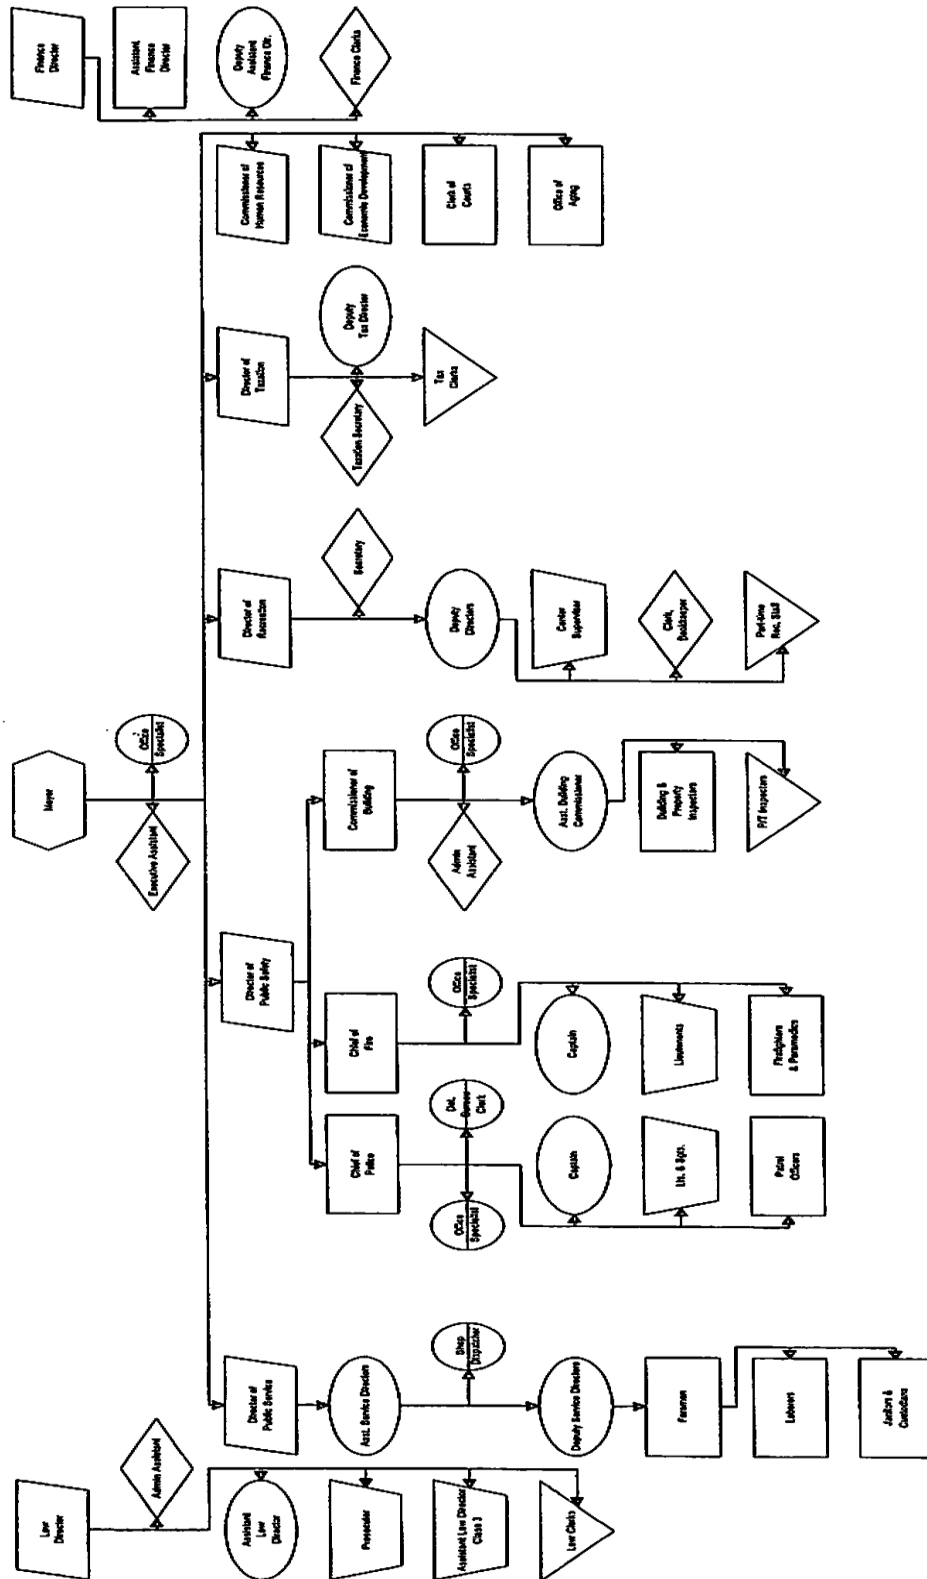 Mayor
Executive Assistant
Office
Specialist
Law
Director
Admin Assistant
Assistant
Law
Director
Prosecutor
Assistant Law Director
Class 3
Law Clerks
Director of
Public Service
Asst. Service Directors
Shop
Dispatcher
Deputy Service Directors
Foreman
Laborers
Janitors &
Custodians
Director of
Public Safety
Chief of
Police
Office
Specialist
Det.
Bureau
Clerk
Captain
Lts. & Sgts.
Patrol
Officers
Chief of
Fire
Office
Specialist
Captain
Lieutenants
Firefighters
& Paramedics
Commissioner of
Building
Admin
Assistant
Office
Specialist
Asst. Building
Commissioner
Building &
Property
Inspectors
P/T Inspectors
Director of
Recreation
Secretary
Deputy
Directors
Center
Supervisor
Clerk,
Bookkeeper
Part-time
Rec. Staff
Director of
Taxation
Taxation Secretary
Deputy
Tax Director
Tax
Clerks
Commissioner of
Human Resources
Commissioner of
Economic Development
Clerk of
Courts
Office of
Aging
Finance
Director
Assistant
Finance
Director
Deputy
Assistant
Finance Dir.
Finance Clerks